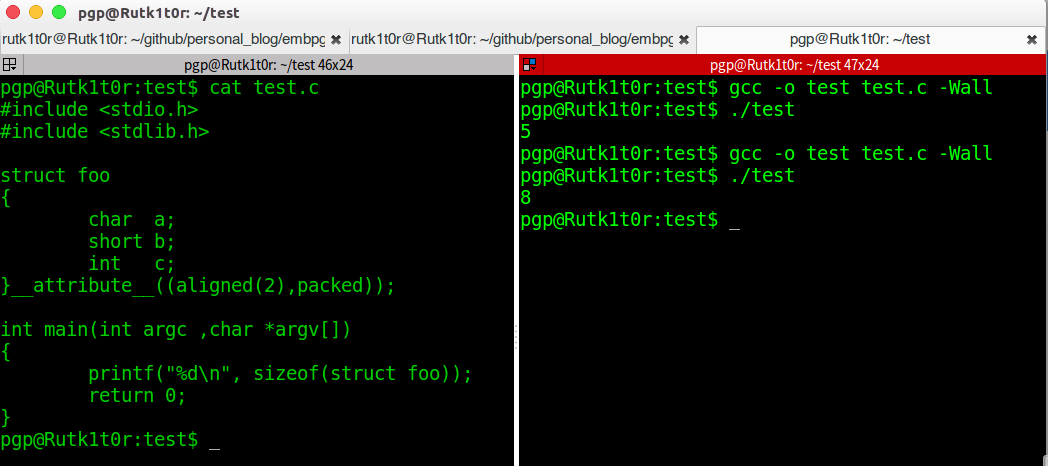 pgp@Rutk1t0r: ~/test
rutk1t0r@Rutk1t0r: ~/github/personal_blog/embpg
rutk1t0r@Rutk1t0r: ~/github/personal_blog/embpg
pgp@Rutk1t0r: ~/test
pgp@Rutk1t0r: ~/test 46x24
pgp@Rutk1t0r:test$ cat test.c
#include <stdio.h>
#include <stdlib.h>
struct foo
{
        char  a;
        short b;
        int   c;
}__attribute__((aligned(2),packed));
int main(int argc ,char *argv[])
{
        printf("%d\n", sizeof(struct foo));
        return 0;
}
pgp@Rutk1t0r:test$ _
pgp@Rutk1t0r: ~/test 47x24
pgp@Rutk1t0r:test$ gcc -o test test.c -Wall
pgp@Rutk1t0r:test$ ./test
5
pgp@Rutk1t0r:test$ gcc -o test test.c -Wall
pgp@Rutk1t0r:test$ ./test
8
pgp@Rutk1t0r:test$ _